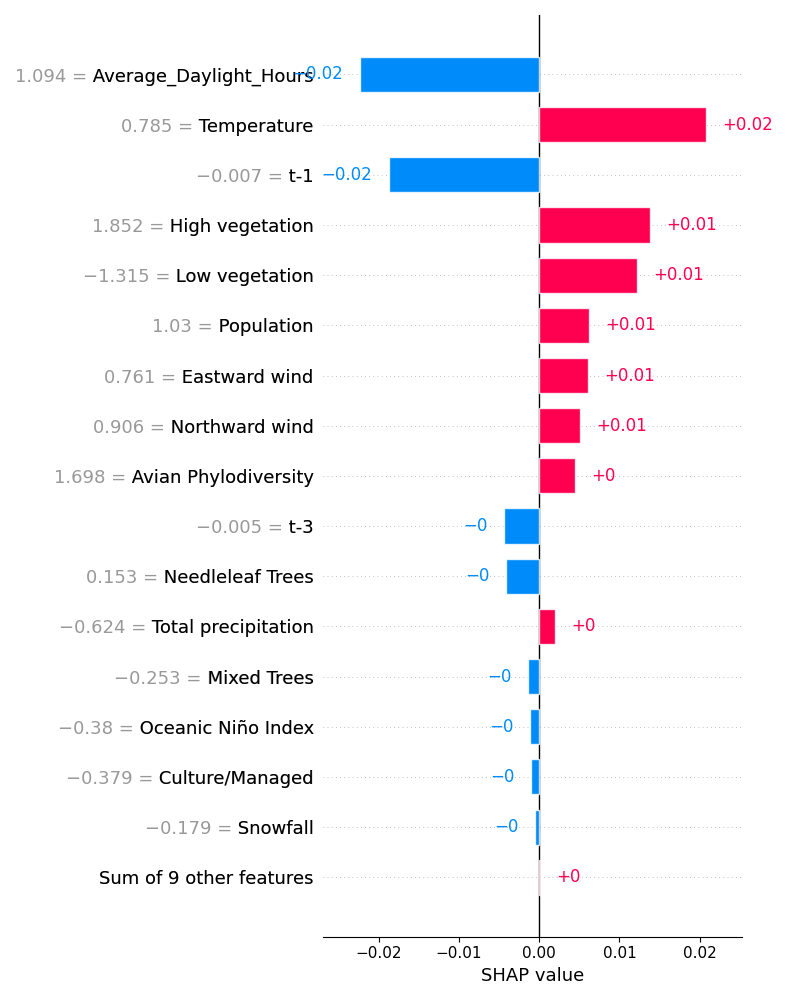 1.094 = Average_Daylight_Hours −0.02
0.785 = Temperature +0.02
−0.007 = t-1 −0.02
1.852 = High vegetation +0.01
−1.315 = Low vegetation +0.01
1.03 = Population +0.01
0.761 = Eastward wind +0.01
0.906 = Northward wind +0.01
1.698 = Avian Phylodiversity +0
−0.005 = t-3 −0
0.153 = Needleleaf Trees −0
−0.624 = Total precipitation +0
−0.253 = Mixed Trees −0
−0.38 = Oceanic Niño Index −0
−0.379 = Culture/Managed −0
−0.179 = Snowfall −0
Sum of 9 other features +0
−0.02 −0.01 0.00 0.01 0.02
SHAP value